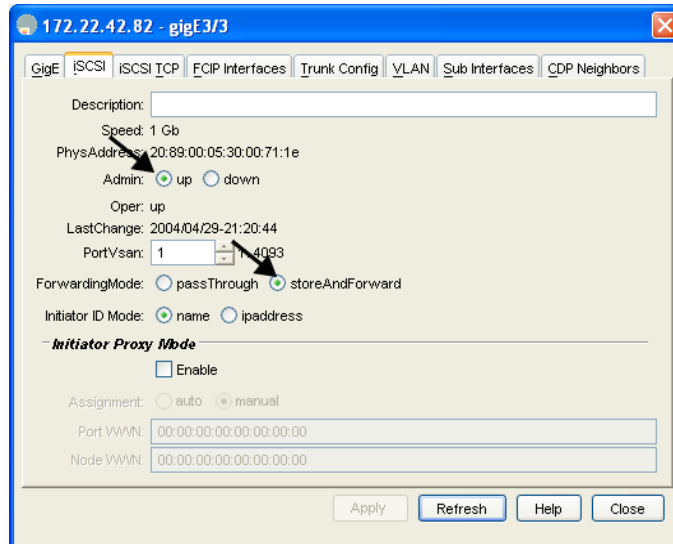 172.22.42.82 - gigE3/3
GigE iSCSI iSCSI TCP FCIP Interfaces Trunk Config VLAN Sub Interfaces CDP Neighbors
Description:
Speed: 1 Gb
PhysAddress: 20:89:00:05:30:00:71:1e
Admin: up down
Oper: up
LastChange: 2004/04/29-21:20:44
PortVsan: 1 4093
ForwardingMode: passThrough storeAndForward
Initiator ID Mode: name ipaddress
Initiator Proxy Mode
Enable
Assignment: auto manual
Port WWN: 00:00:00:00:00:00:00:00
Node WWN: 00:00:00:00:00:00:00:00
Apply Refresh Help Close